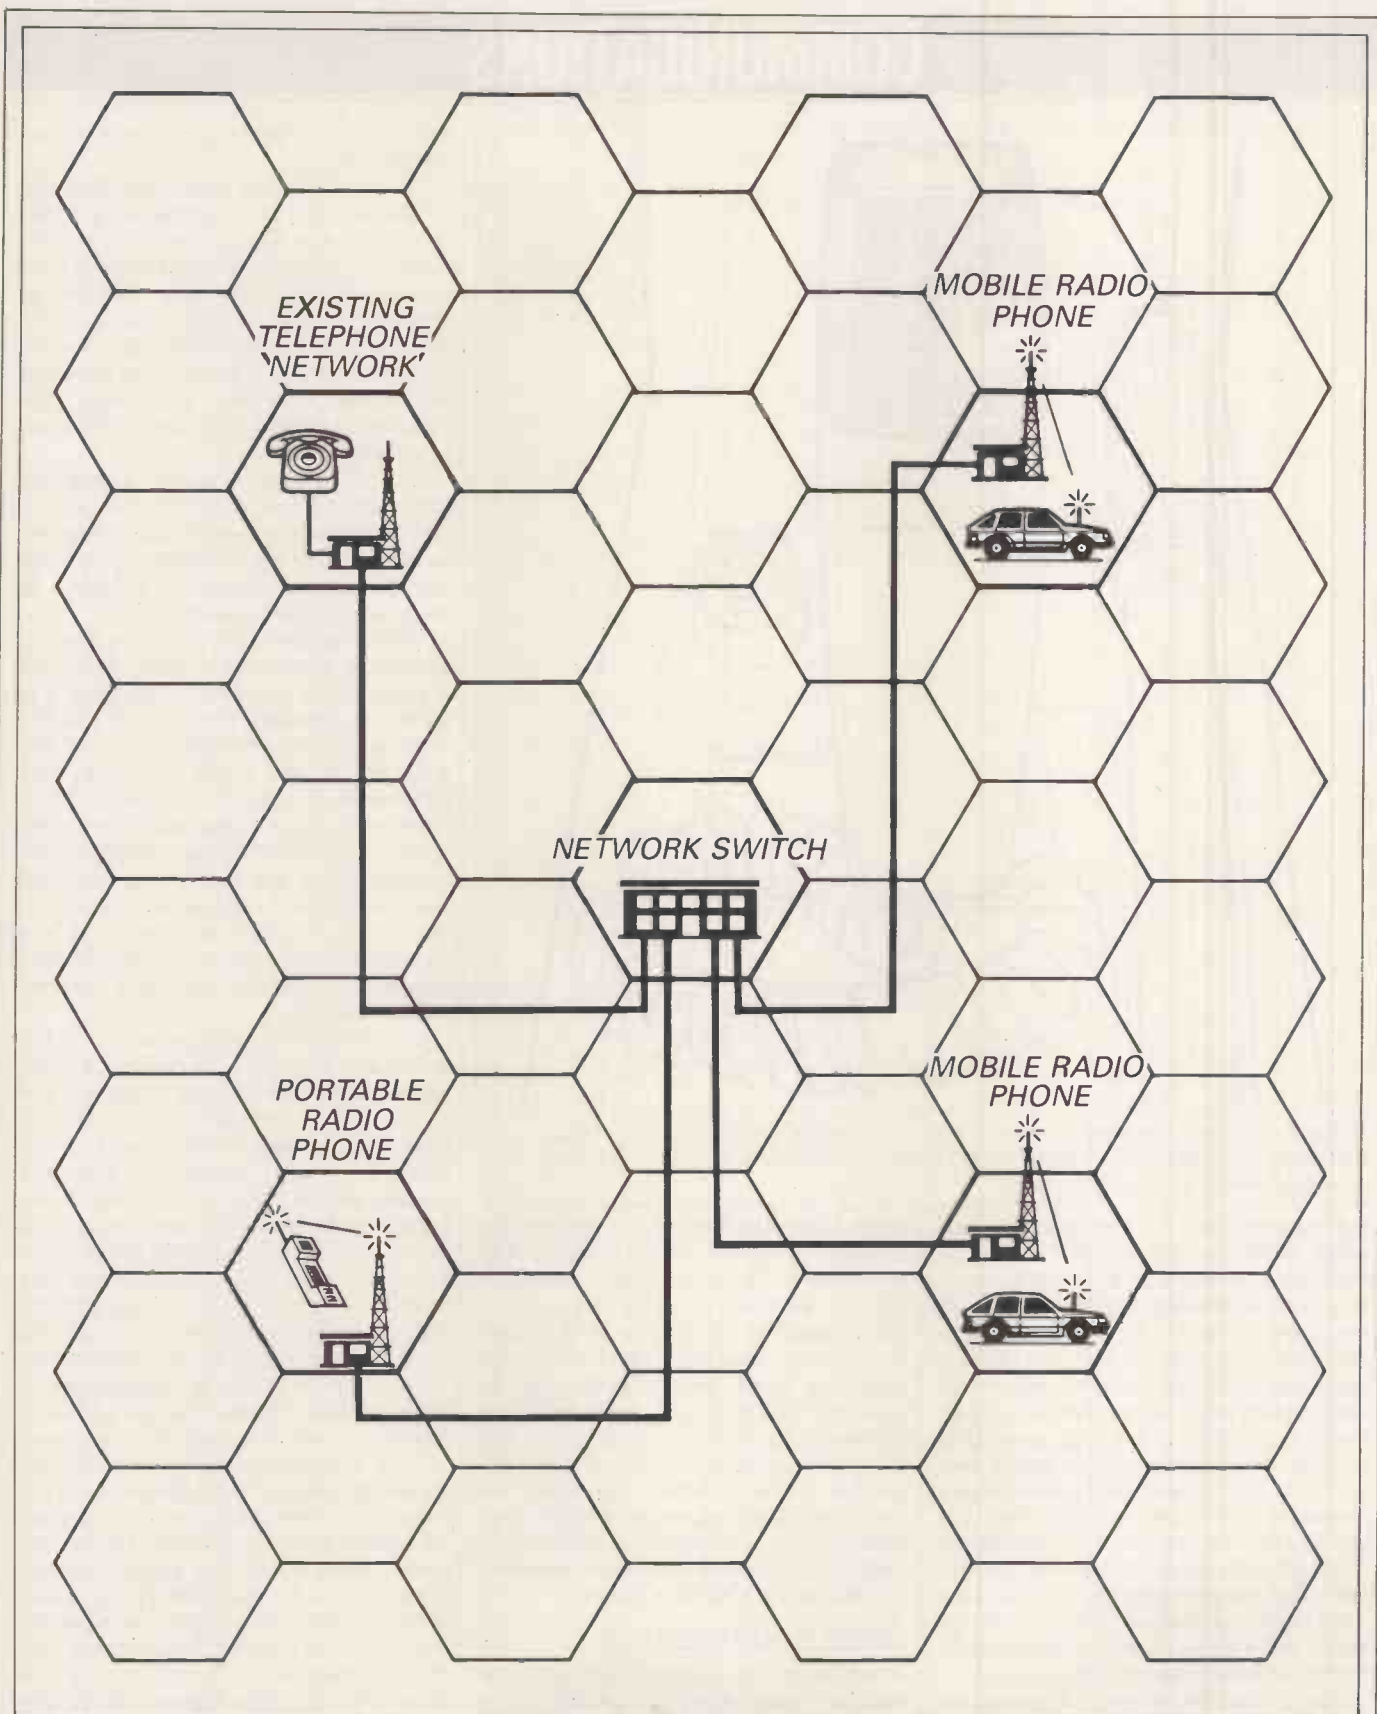 EXISTING
TELEPHONE
'NETWORK'
MOBILE RADIO
PHONE
NETWORK SWITCH
PORTABLE
RADIO
PHONE
MOBILE RADIO
PHONE